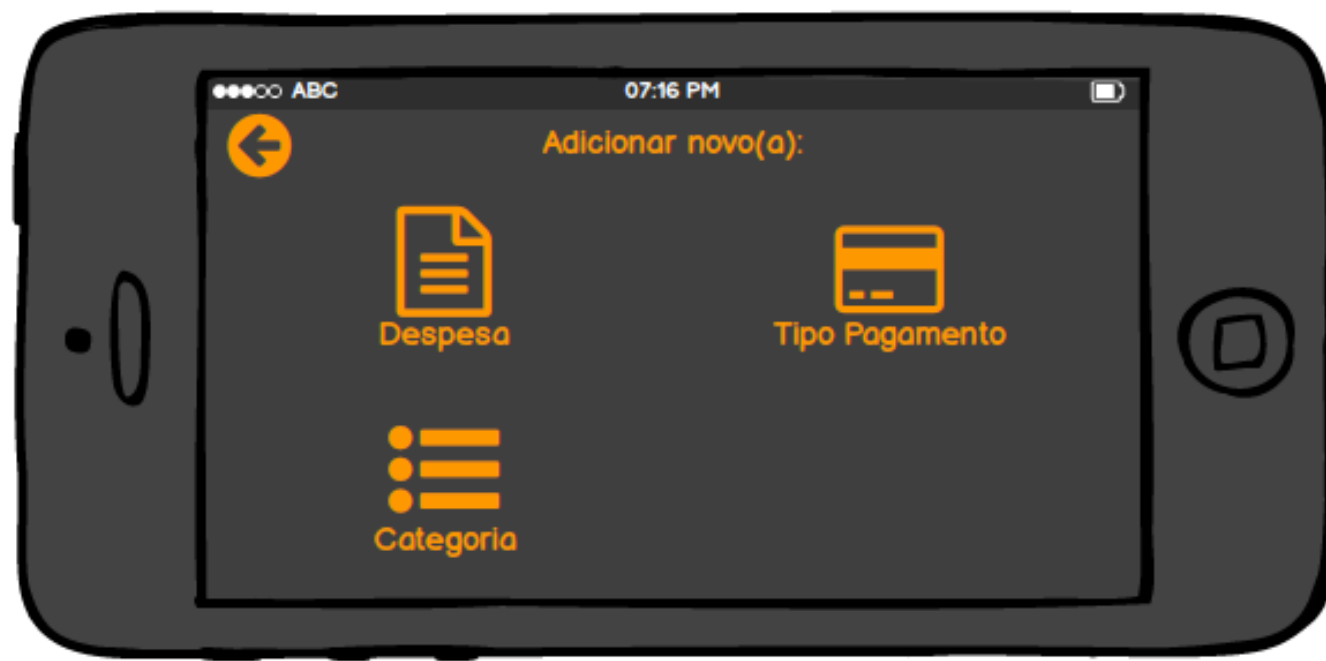 ABC 07:16 PM
Adicionar novo(a):
Despesa
Tipo Pagamento
Categoria